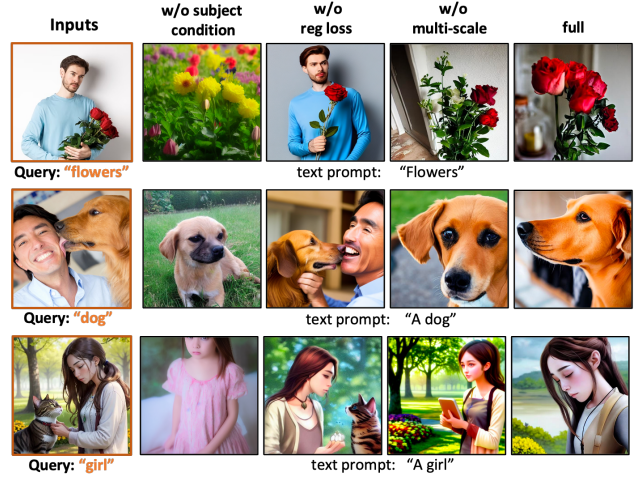 Inputs
w/o subject
condition
w/o
reg loss
w/o
multi-scale
full
Query: “flowers”
text prompt: “Flowers”
Query: “dog”
text prompt: “A dog”
Query: “girl”
text prompt: “A girl”